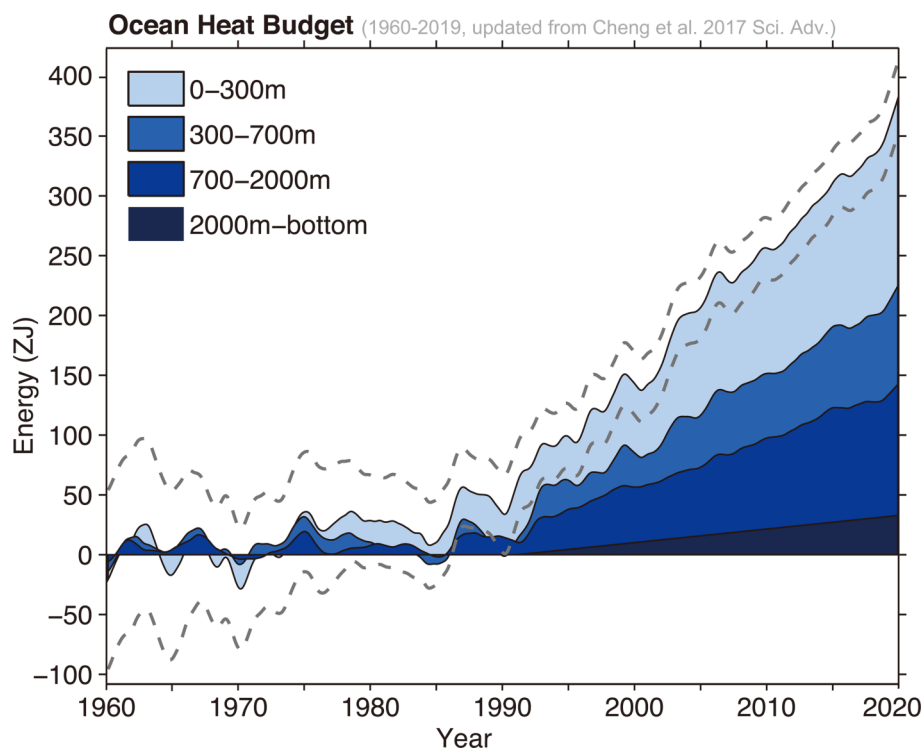 Ocean Heat Budget (1960-2019, updated from Cheng et al. 2017 Sci. Adv.)
0−300m
300−700m
700−2000m
2000m−bottom
400
350
300
250
200
150
100
50
0
−50
−100
Energy (ZJ)
1960 1970 1980 1990 2000 2010 2020
Year